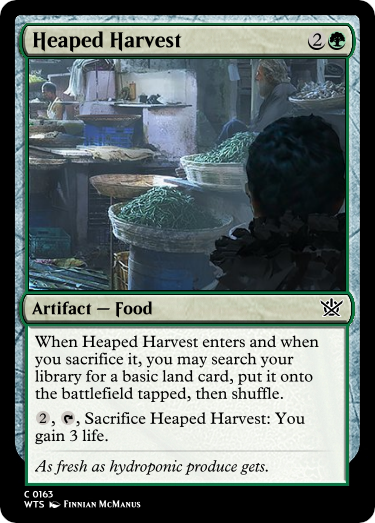 Heaped Harvest 2
Artifact — Food
When Heaped Harvest enters and when
you sacrifice it, you may search your
library for a basic land card, put it onto
the battlefield tapped, then shuffle.
2, , Sacrifice Heaped Harvest: You
gain 3 life.
As fresh as hydroponic produce gets.
C 0163
WTS Finnian McManus